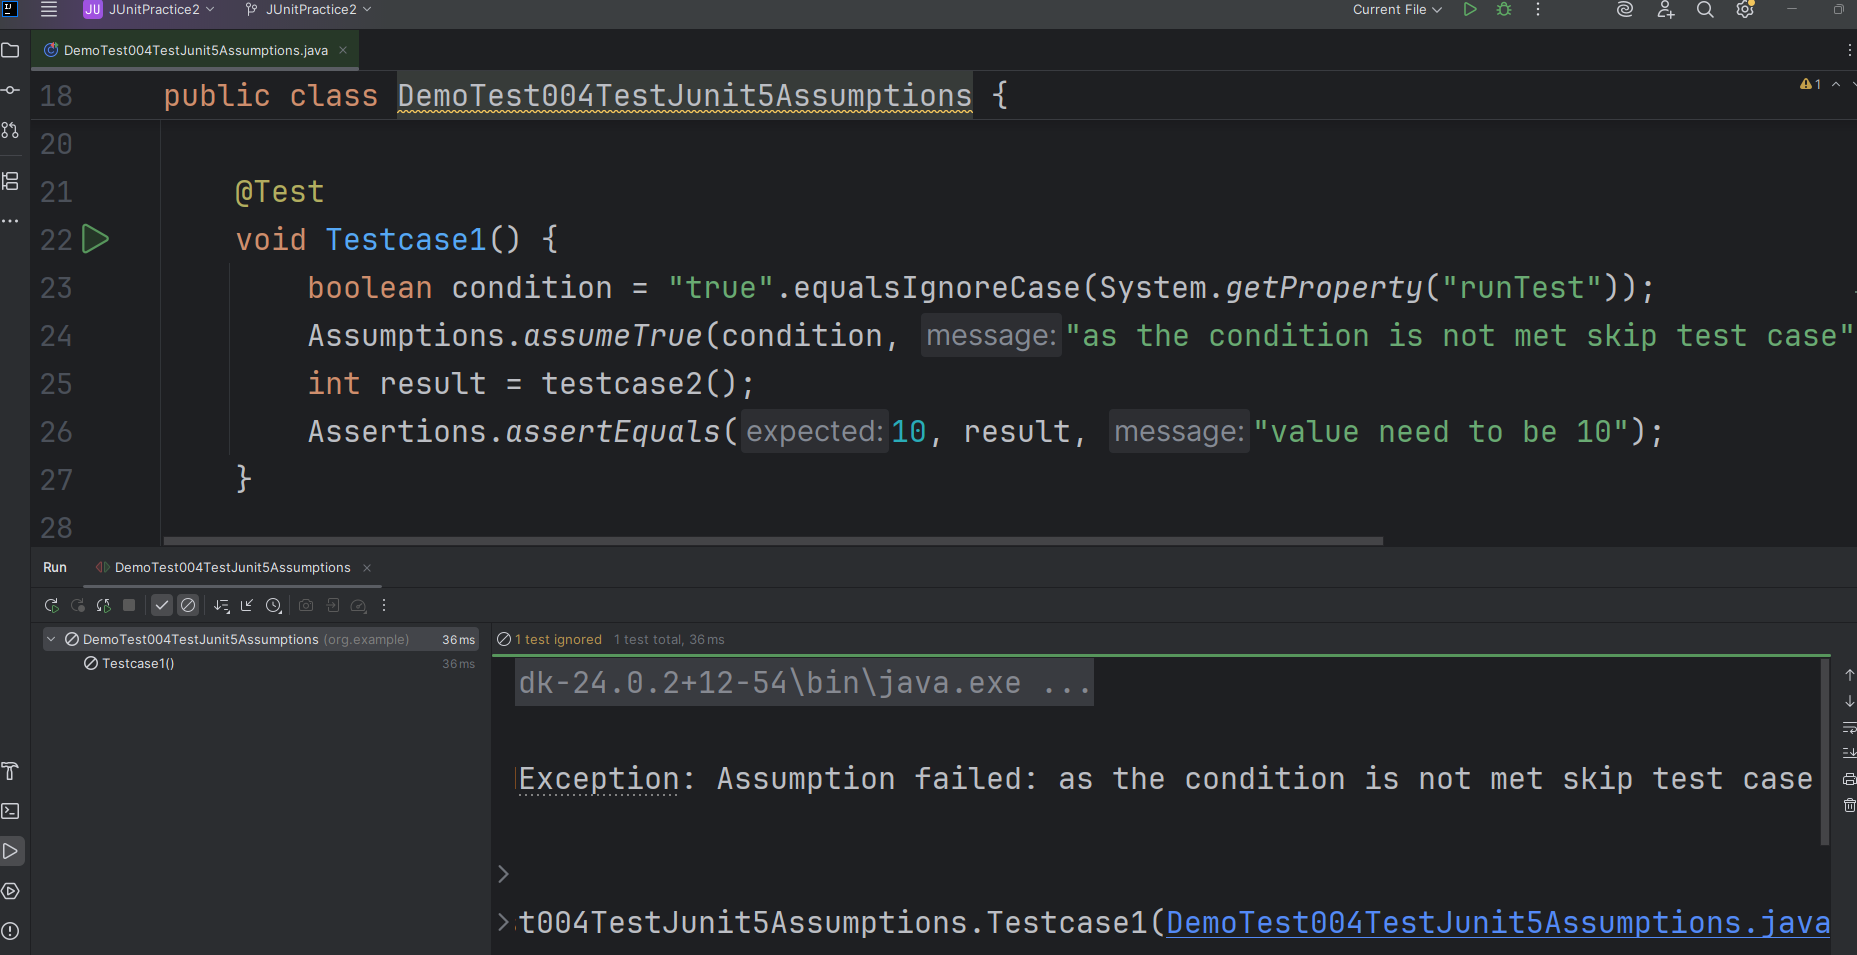 JU JUnitPractice2 JUnitPractice2 Current File
DemoTest004TestJunit5Assumptions.java
18 public class DemoTest004TestJunit5Assumptions { 1
20
21 @Test
22 void Testcase1() {
23 boolean condition = "true".equalsIgnoreCase(System.getProperty("runTest"));
24 Assumptions.assumeTrue(condition, message: "as the condition is not met skip test case"
25 int result = testcase2();
26 Assertions.assertEquals( expected: 10, result, message: "value need to be 10");
27 }
28
Run DemoTest004TestJunit5Assumptions
DemoTest004TestJunit5Assumptions (org.example) 36 ms
Testcase1() 36 ms
1 test ignored 1 test total, 36 ms
dk-24.0.2+12-54\bin\java.exe ...
Exception: Assumption failed: as the condition is not met skip test case
t004TestJunit5Assumptions.Testcase1(DemoTest004TestJunit5Assumptions.java